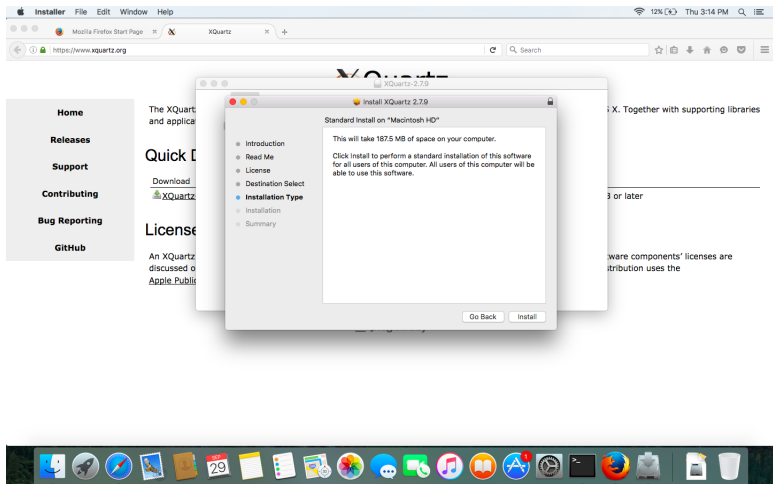 Installer File Edit Window Help
12% Thu 3:14 PM
Mozilla Firefox Start Page
XQuartz
https://www.xquartz.org
Search
XQuartz-2.7.9
Install XQuartz 2.7.9
Standard Install on "Macintosh HD"
Introduction
Read Me
License
Destination Select
Installation Type
Installation
Summary
This will take 187.5 MB of space on your computer.
Click Install to perform a standard installation of this software
for all users of this computer. All users of this computer will be
able to use this software.
Go Back
Install
Home
Releases
Support
Contributing
Bug Reporting
GitHub
The XQuart
X. Together with supporting libraries
and applica
Quick
Download
XQuartz
or later
License
An XQuartz
ware components' licenses are
discussed o
stribution uses the
Apple Public
SEP
29
1